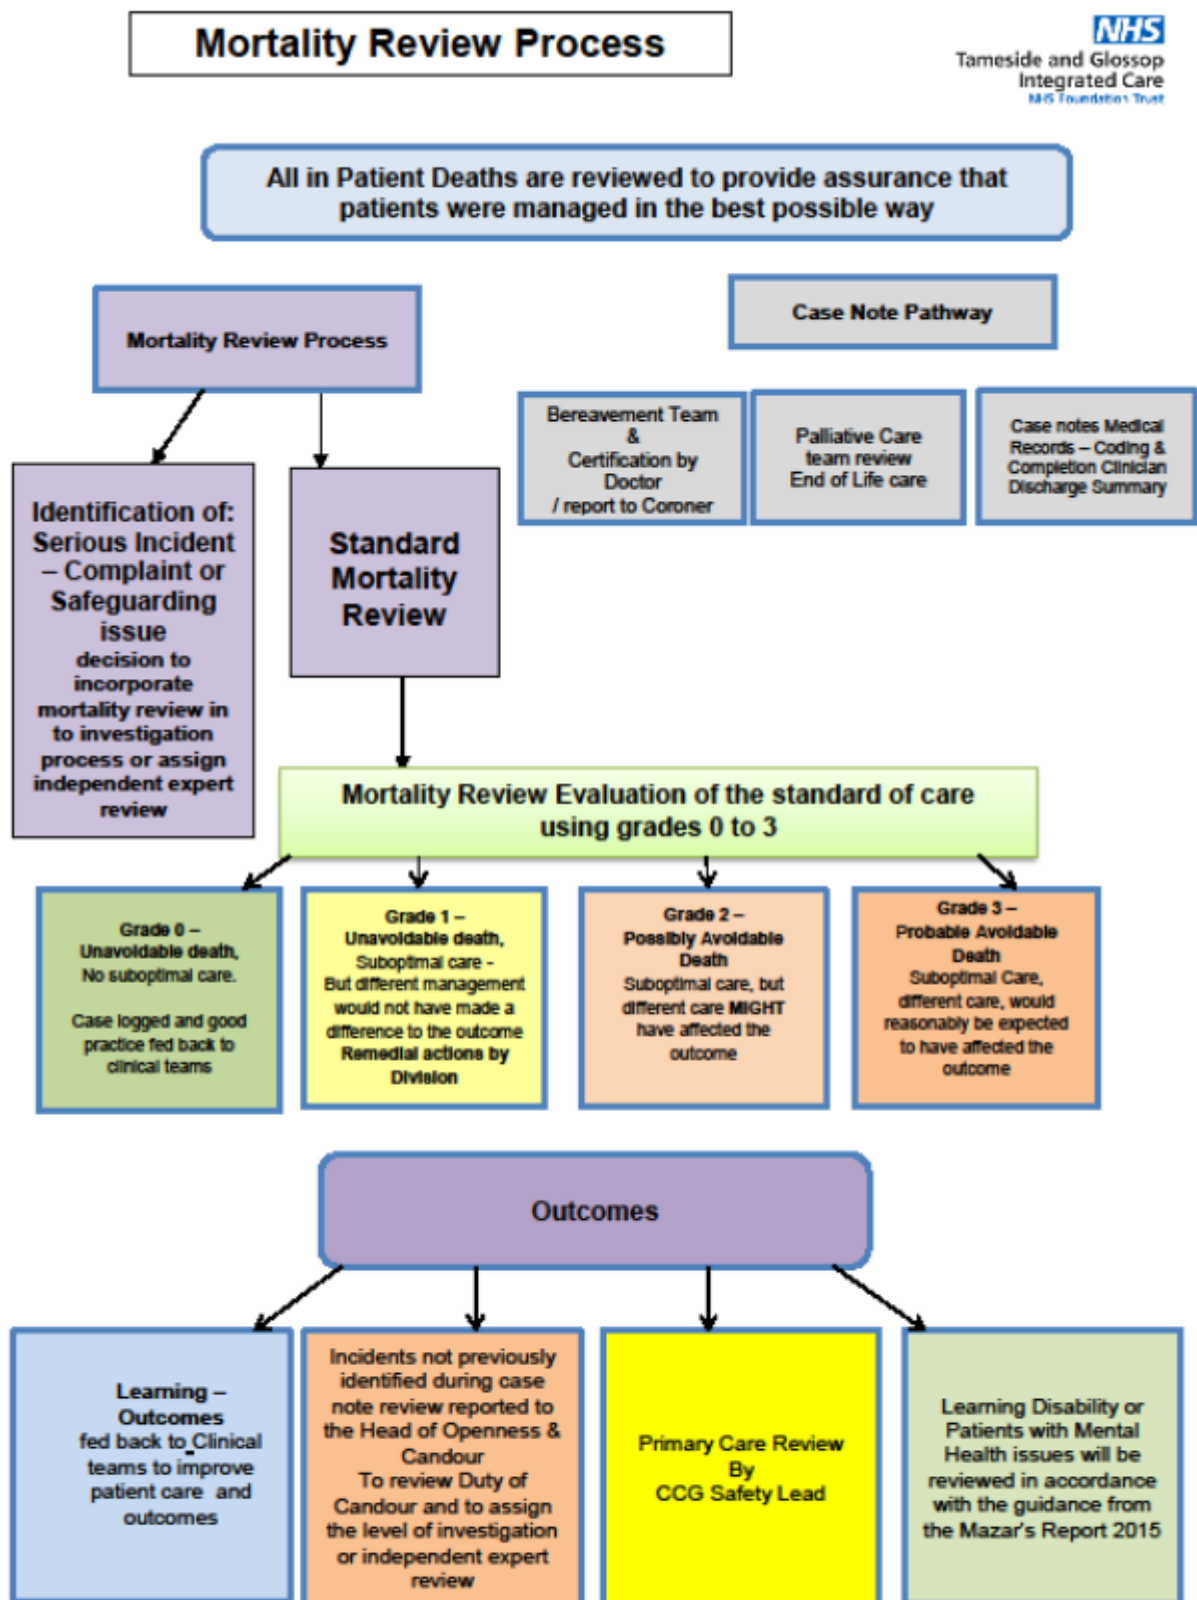 Mortality Review Process
NHS
Tameside and Glossop
Integrated Care
NHS Foundation Trust
All in Patient Deaths are reviewed to provide assurance that
patients were managed in the best possible way
Mortality Review Process
Case Note Pathway
Bereavement Team
&
Certification by
Doctor
/ report to Coroner
Palliative Care
team review
End of Life care
Case notes Medical
Records – Coding &
Completion Clinician
Discharge Summary
Identification of:
Serious Incident
– Complaint or
Safeguarding
issue
decision to
incorporate
mortality review in
to investigation
process or assign
independent expert
review
Standard
Mortality
Review
Mortality Review Evaluation of the standard of care
using grades 0 to 3
Grade 0 –
Unavoidable death,
No suboptimal care.
Case logged and good
practice fed back to
clinical teams
Grade 1 –
Unavoidable death,
Suboptimal care -
But different management
would not have made a
difference to the outcome
Remedial actions by
Division
Grade 2 –
Possibly Avoidable
Death
Suboptimal care, but
different care MIGHT
have affected the
outcome
Grade 3 –
Probable Avoidable
Death
Suboptimal Care,
different care, would
reasonably be expected
to have affected the
outcome
Outcomes
Learning –
Outcomes
fed back to Clinical
teams to improve
patient care and
outcomes
Incidents not previously
identified during case
note review reported to
the Head of Openness &
Candour
To review Duty of
Candour and to assign
the level of investigation
or independent expert
review
Primary Care Review
By
CCG Safety Lead
Learning Disability or
Patients with Mental
Health issues will be
reviewed in accordance
with the guidance from
the Mazar's Report 2015